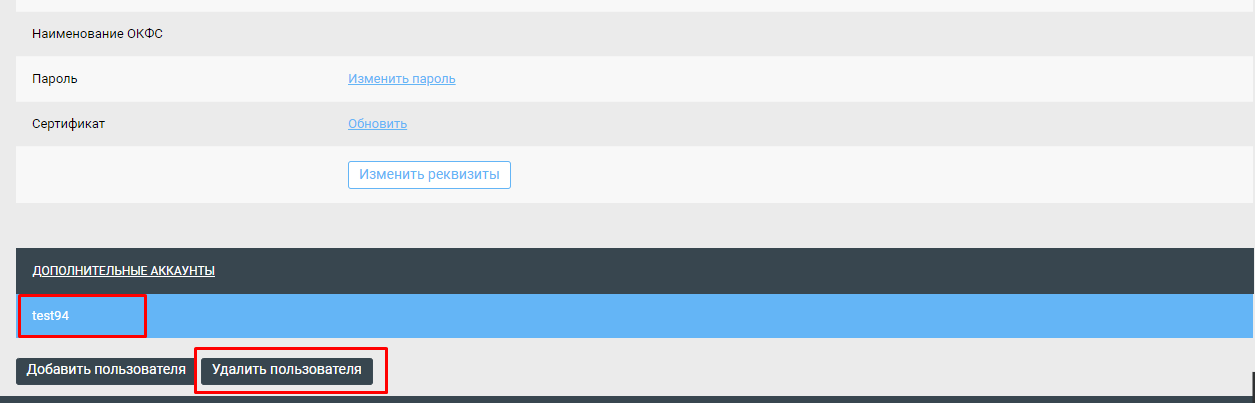 Наименование ОКФС
Пароль Изменить пароль
Сертификат Обновить
Изменить реквизиты
ДОПОЛНИТЕЛЬНЫЕ АККАУНТЫ
test94
Добавить пользователя Удалить пользователя